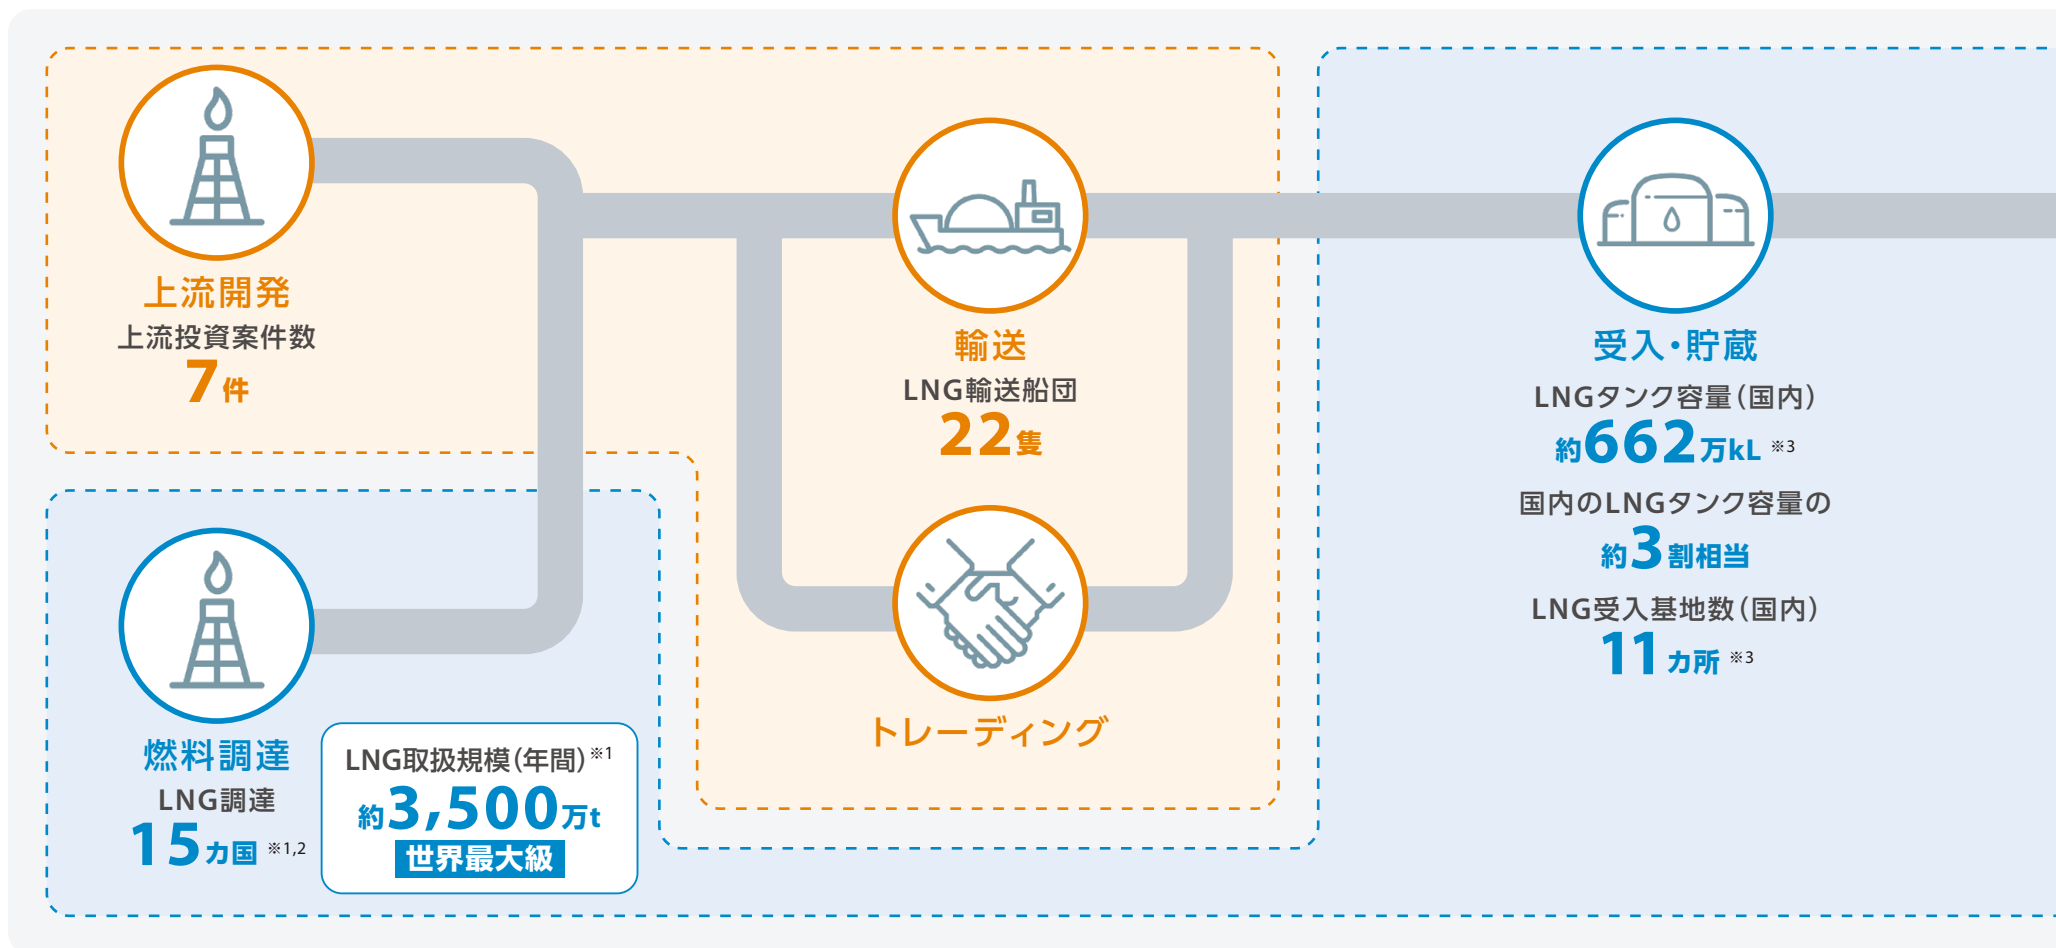 上流開発
上流投資案件数
7件
燃料調達
LNG調達
15カ国 ※1,2
LNG取扱規模(年間)※1
約3,500万t
世界最大級
輸送
LNG輸送船団
22隻
トレーディング
受入・貯蔵
LNGタンク容量(国内)
約662万kL ※3
国内のLNGタンク容量の
約3割相当
LNG受入基地数(国内)
11カ所 ※3